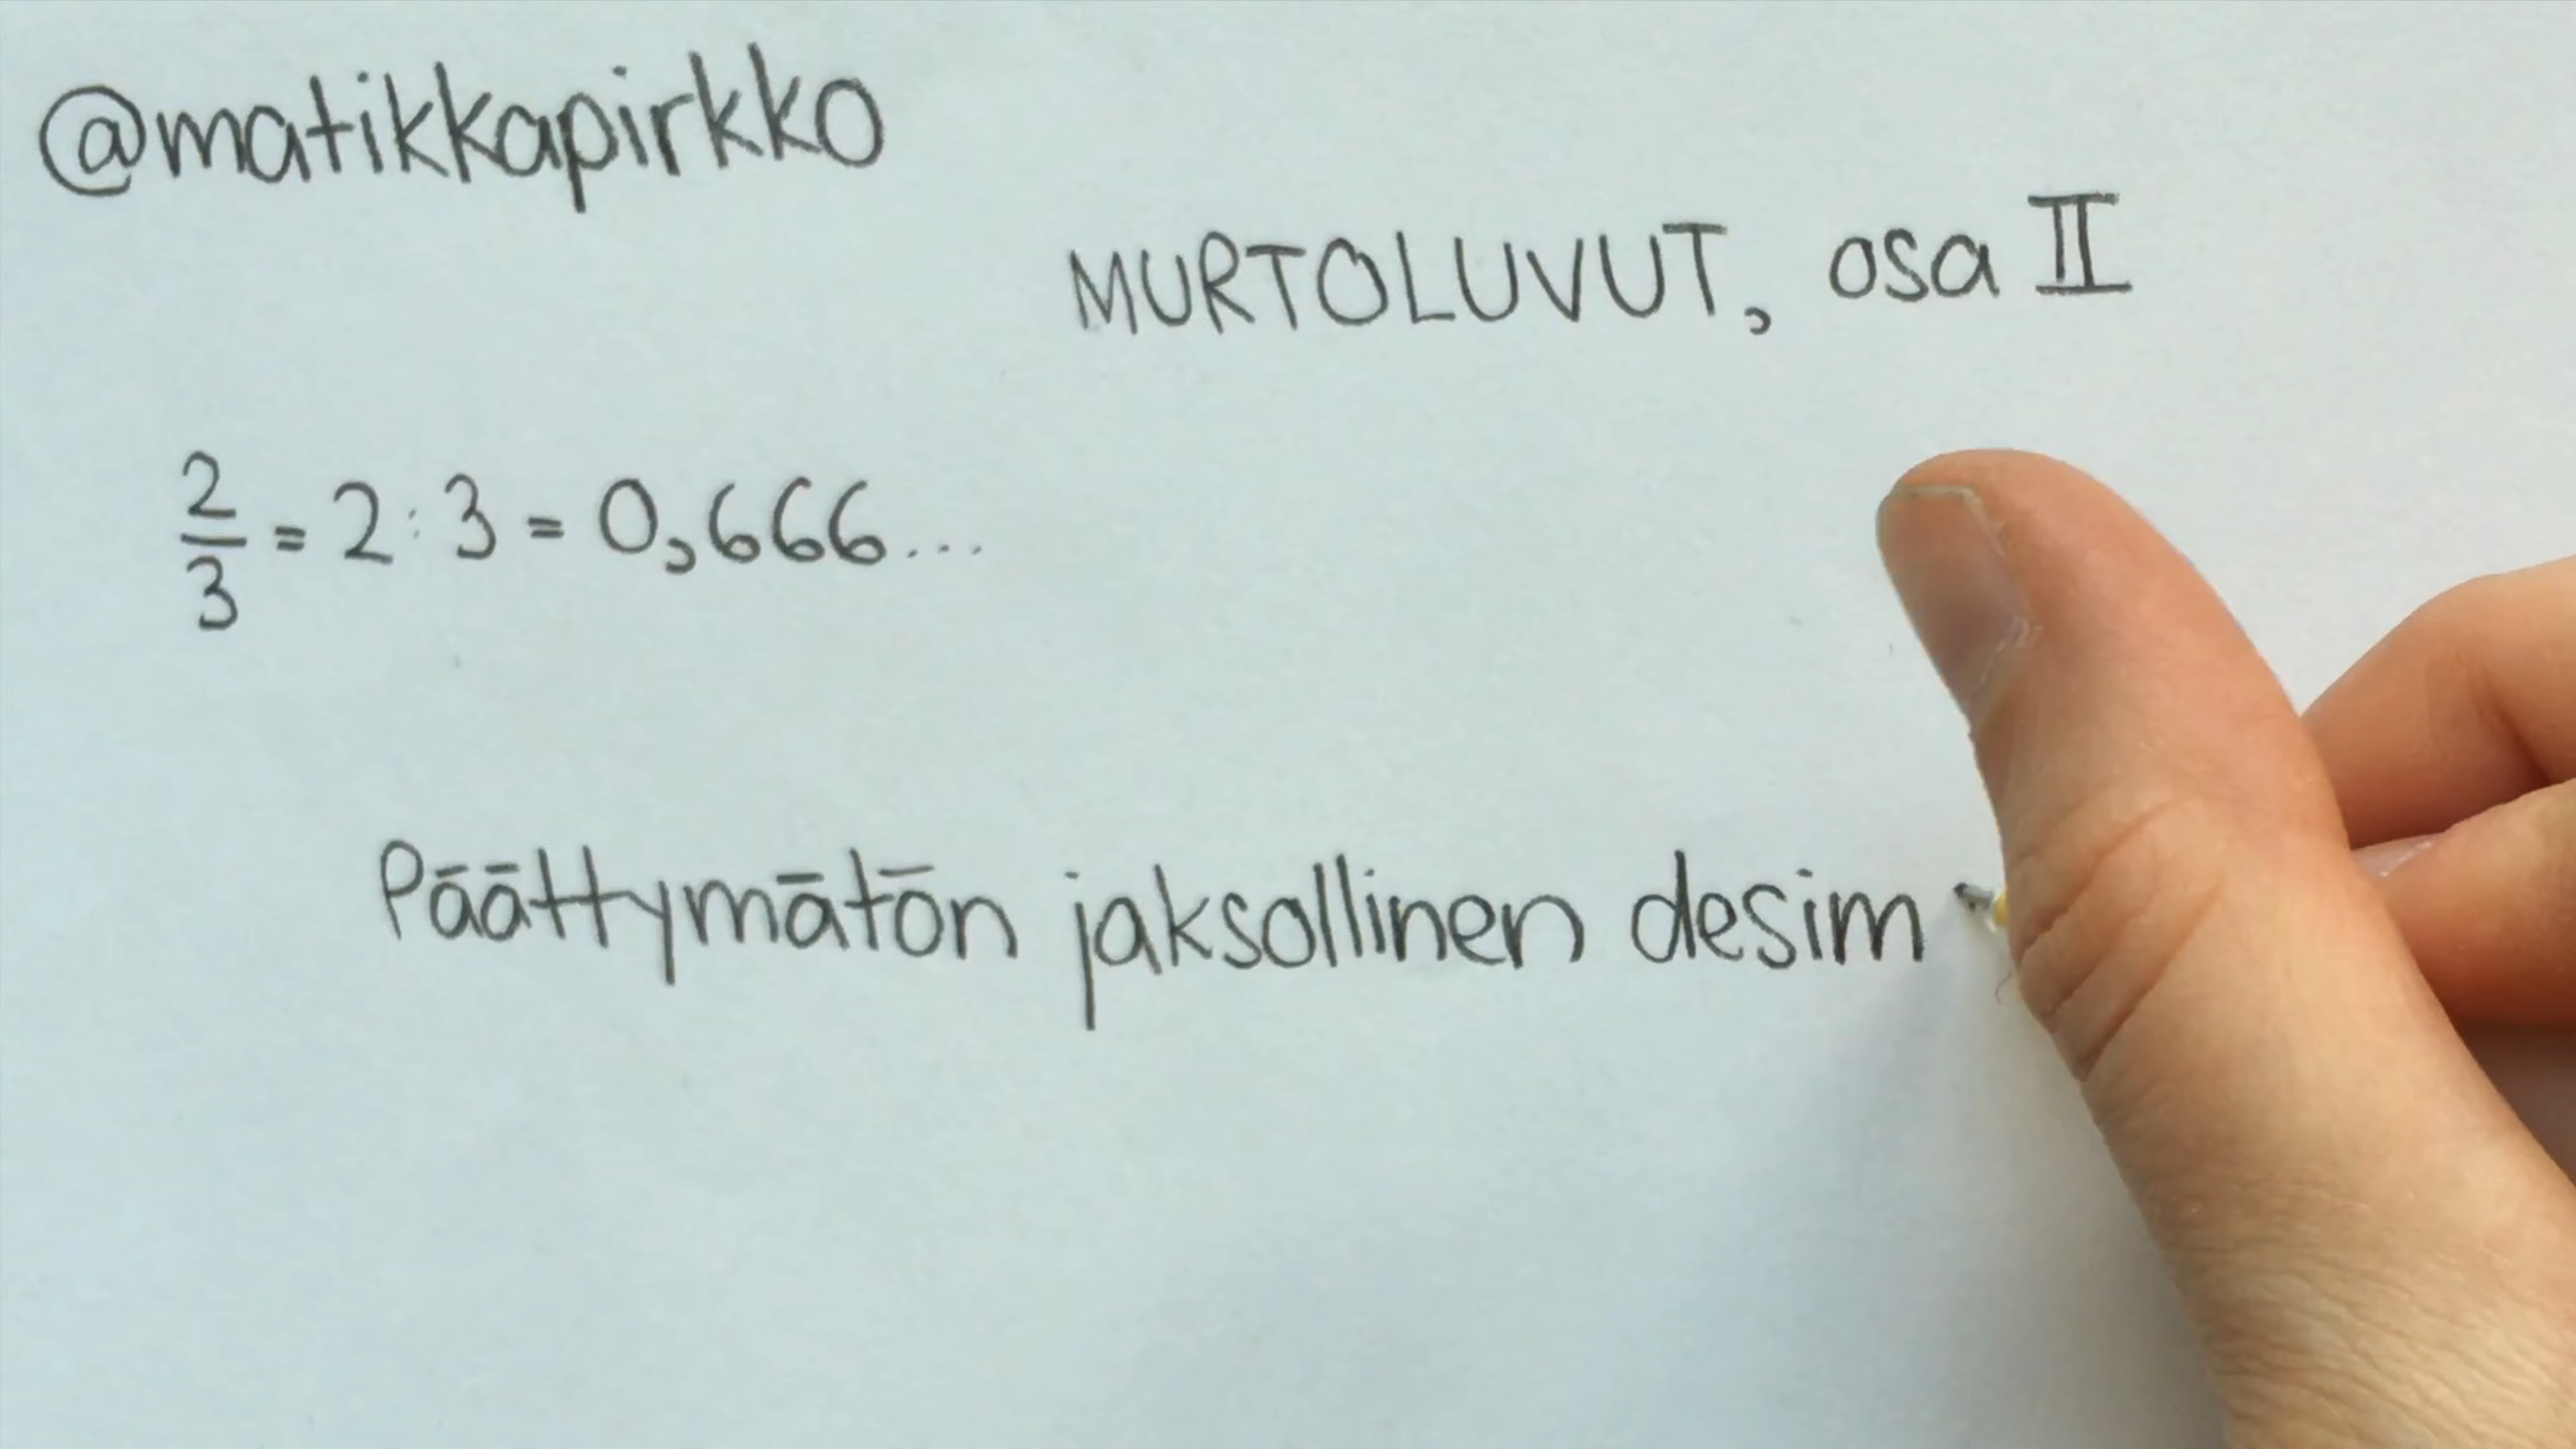 @matikkapirkko
MURTOLUVUT, osa II
2/3 = 2 : 3 = 0,666...
Päättymätön jaksollinen desim